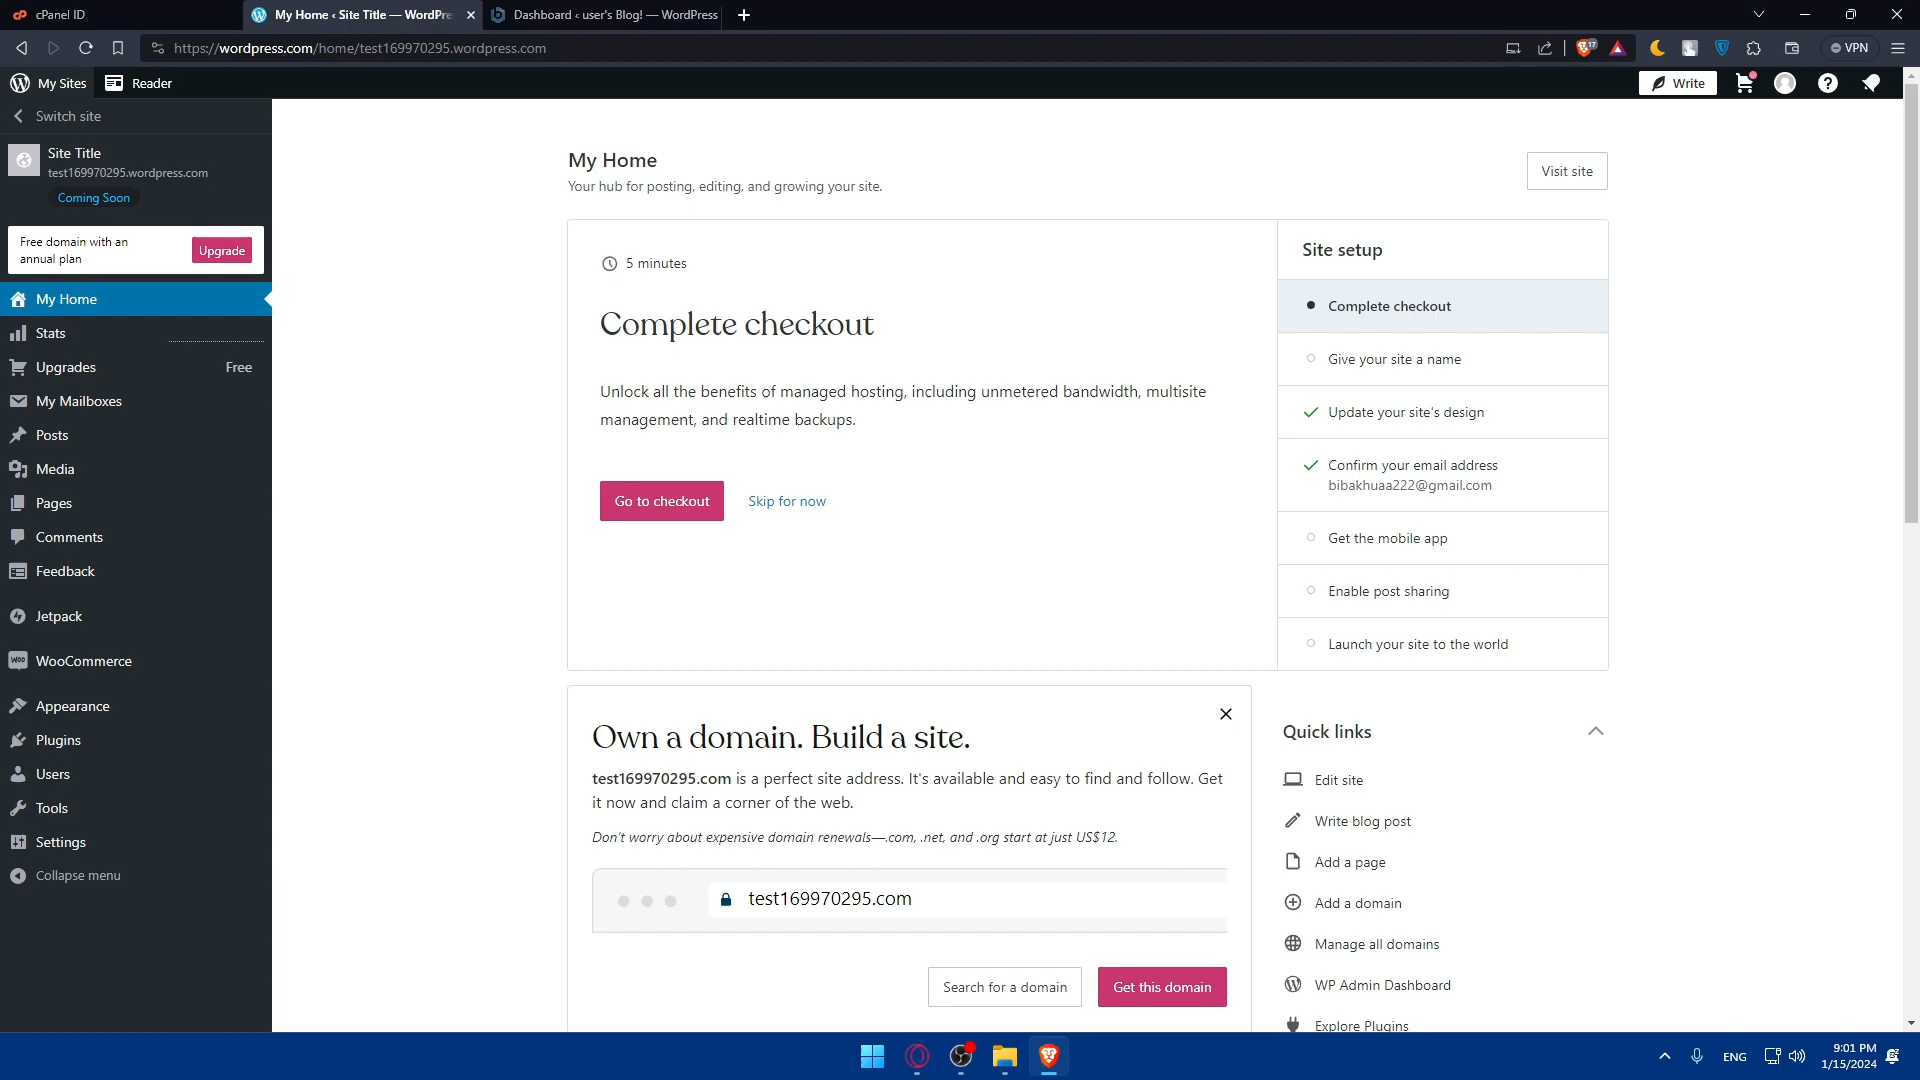 cPanel ID
My Home ‹ Site Title — WordPre
Dashboard ‹ user's Blog! — WordPress
https://wordpress.com/home/test169970295.wordpress.com
17
VPN
My Sites
Reader
Write
Switch site
Site Title
test169970295.wordpress.com
Coming Soon
Free domain with an
annual plan
Upgrade
My Home
Stats
Upgrades
Free
My Mailboxes
Posts
Media
Pages
Comments
Feedback
Jetpack
WooCommerce
Appearance
Plugins
Users
Tools
Settings
Collapse menu
My Home
Your hub for posting, editing, and growing your site.
Visit site
5 minutes
Complete checkout
Unlock all the benefits of managed hosting, including unmetered bandwidth, multisite
management, and realtime backups.
Go to checkout
Skip for now
Site setup
Complete checkout
Give your site a name
Update your site's design
Confirm your email address
bibakhuaa222@gmail.com
Get the mobile app
Enable post sharing
Launch your site to the world
Own a domain. Build a site.
test169970295.com is a perfect site address. It's available and easy to find and follow. Get
it now and claim a corner of the web.
Don't worry about expensive domain renewals—.com, .net, and .org start at just US$12.
test169970295.com
Search for a domain
Get this domain
Quick links
Edit site
Write blog post
Add a page
Add a domain
Manage all domains
WP Admin Dashboard
Explore Plugins
ENG
9:01 PM
1/15/2024